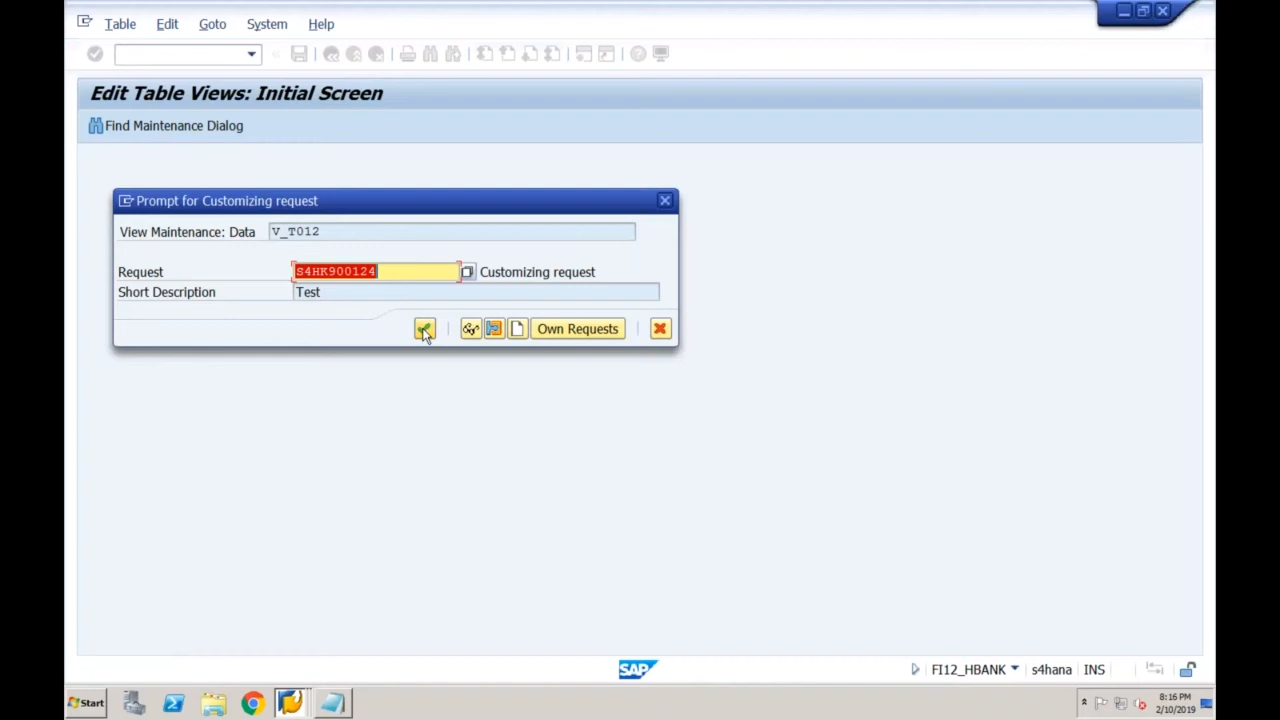 Table Edit Goto System Help
Edit Table Views: Initial Screen
Find Maintenance Dialog
Prompt for Customizing request
View Maintenance: Data V_T012
Request S4HK900124 Customizing request
Short Description Test
Own Requests
SAP FI12_HBANK s4hana INS
Start 8:16 PM
2/10/2019